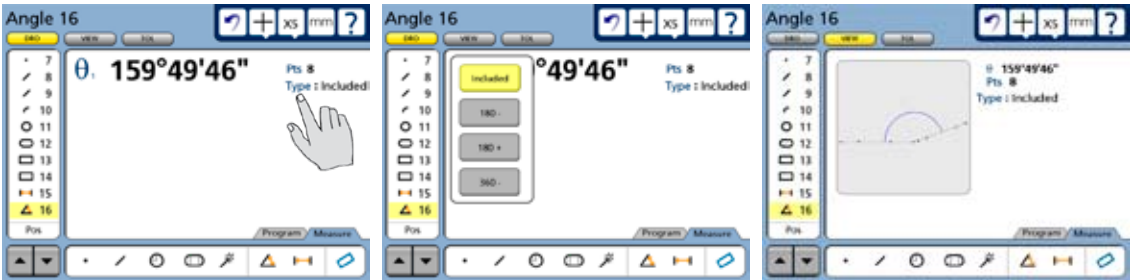 Angle 16
xs mm ?
DRO VIEW TOL
7
8
9
10
11
12
13
14
15
16
Pos
θ₁ 159°49'46"
Pts 8
Type : Included
Program Measure
Angle 16
xs mm ?
DRO VIEW TOL
7
8
9
10
11
12
13
14
15
16
Pos
Included
180 -
180 +
360 -
°49'46"
Pts 8
Type : Included
Program Measure
Angle 16
xs mm ?
DRO VIEW TOL
7
8
9
10
11
12
13
14
15
16
Pos
θ 159°49'46"
Pts 8
Type : Included
Program Measure